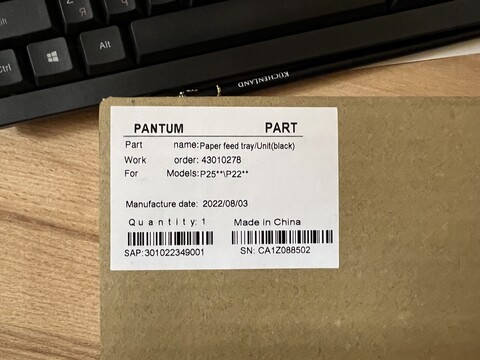 Я
Alt
Ctrl
KÜCHENLAND
PANTUM PART
Part name: Paper feed tray/Unit(black)
Work order: 43010278
For Models: P25**\P22**
Manufacture date: 2022/08/03
Quantity: 1 Made in China
SAP:301022349001 SN: CA1Z088502